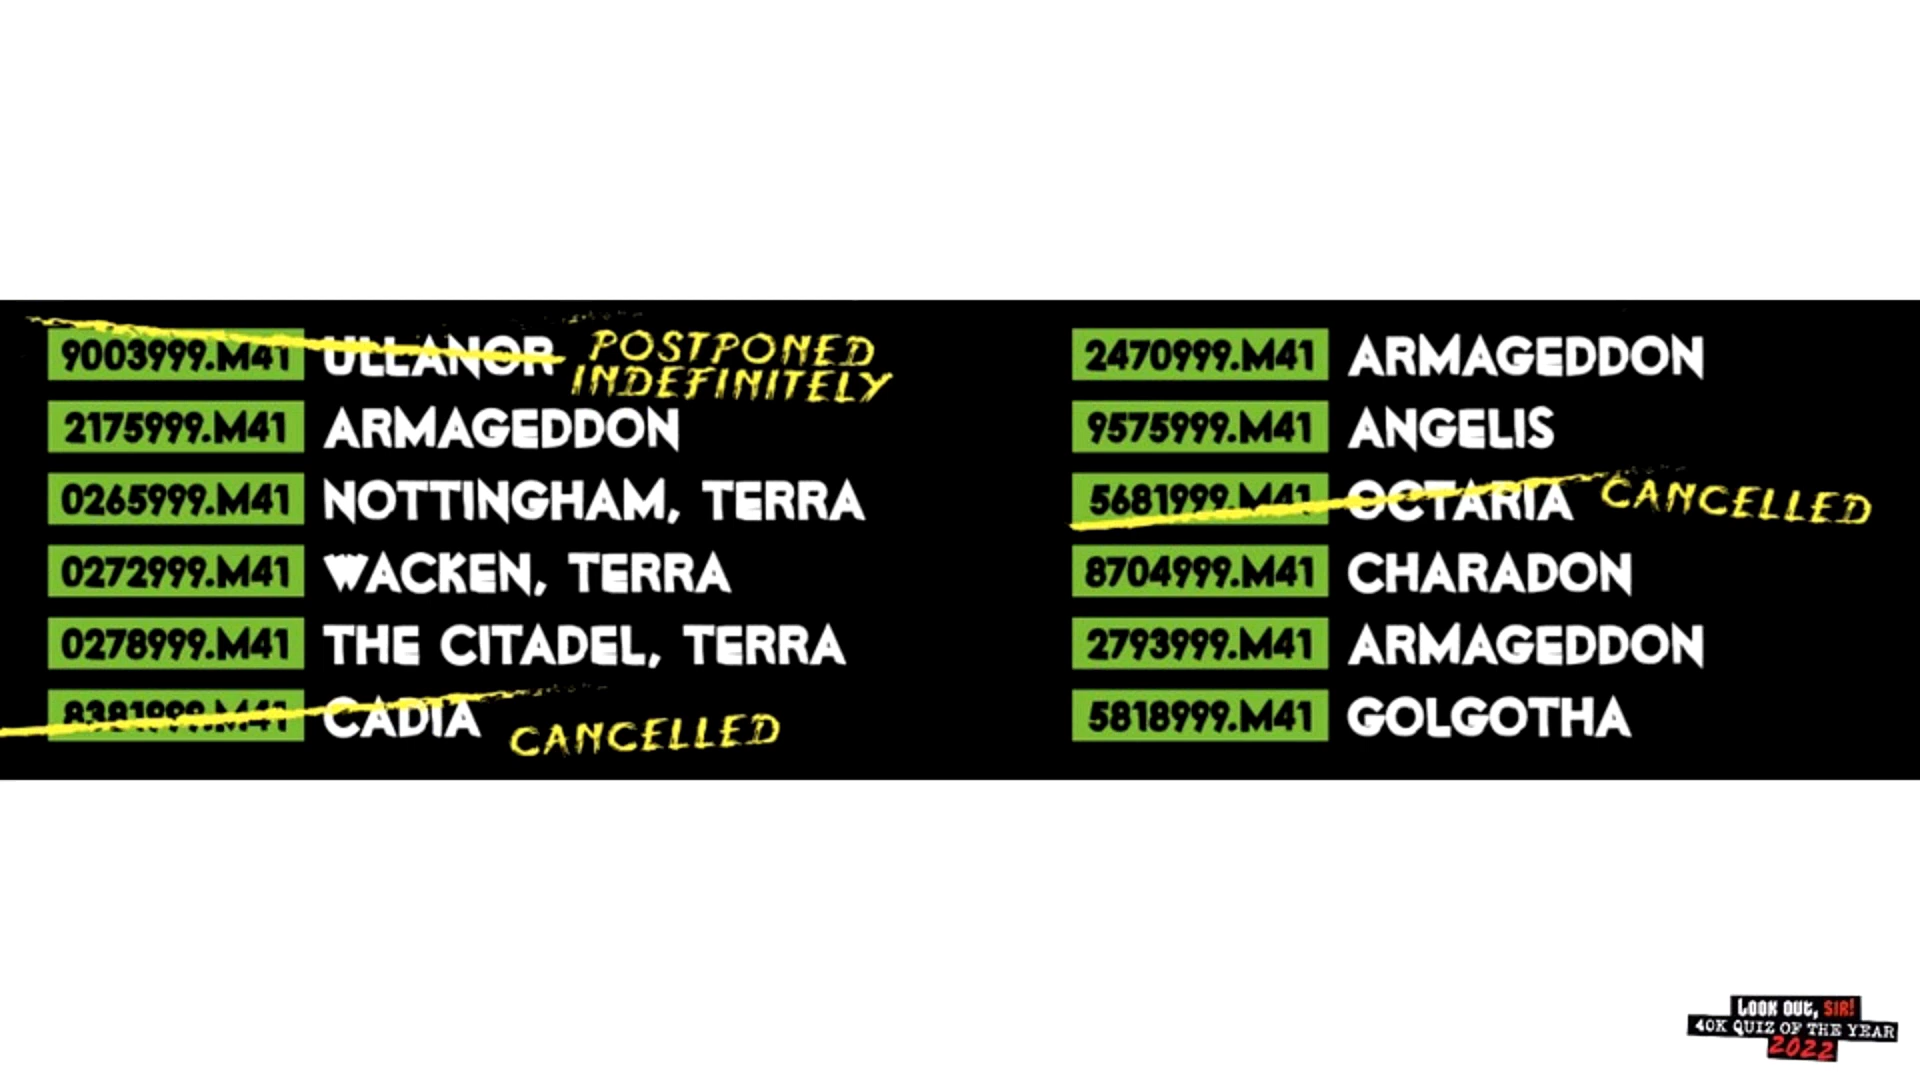 9003999.M41 ULLANOR POSTPONED INDEFINITELY
2175999.M41 ARMAGEDDON
0265999.M41 NOTTINGHAM, TERRA
0272999.M41 WACKEN, TERRA
0278999.M41 THE CITADEL, TERRA
8381999.M41 CADIA CANCELLED
2470999.M41 ARMAGEDDON
9575999.M41 ANGELIS
5681999.M41 OCTARIA CANCELLED
8704999.M41 CHARADON
2793999.M41 ARMAGEDDON
5818999.M41 GOLGOTHA
LOOK OUT, SIR!
40K QUIZ OF THE YEAR
2022